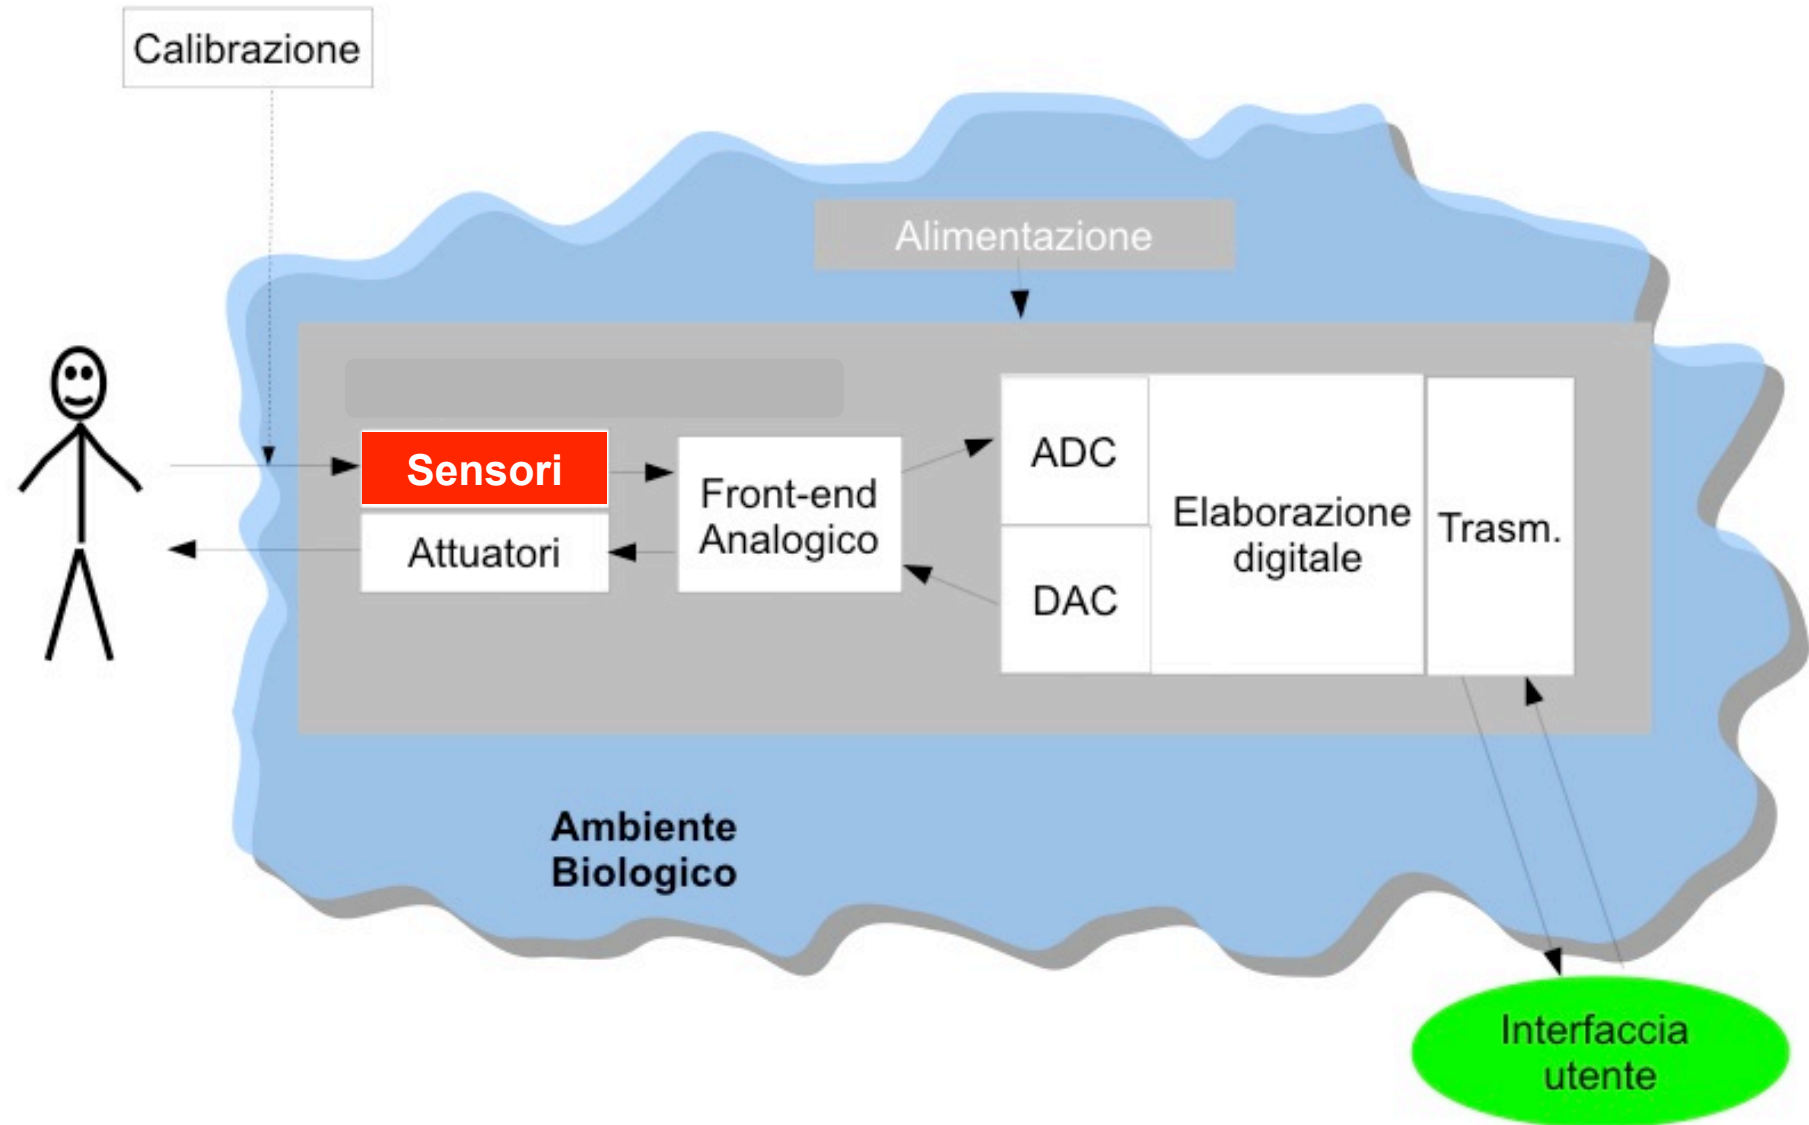 Calibrazione
Alimentazione
Sensori
Attuatori
Front-end
Analogico
ADC
DAC
Elaborazione
digitale
Trasm.
Ambiente
Biologico
Interfaccia
utente